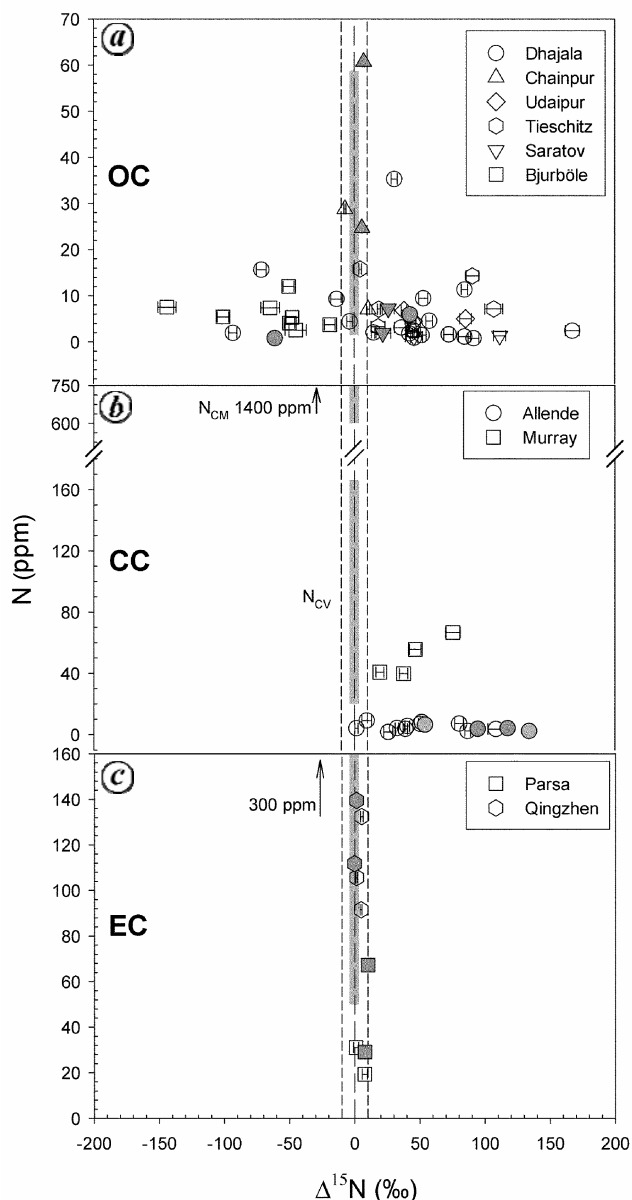 a
70
60
50
40
30
20
10
0
OC
Dhajala
Chainpur
Udaipur
Tieschitz
Saratov
Bjurböle
b
750
600
160
120
80
40
0
CC
N_CM 1400 ppm
N_CV
Allende
Murray
N (ppm)
c
160
140
120
100
80
60
40
20
0
EC
300 ppm
Parsa
Qingzhen
-200 -150 -100 -50 0 50 100 150 200
Δ¹⁵N (‰)